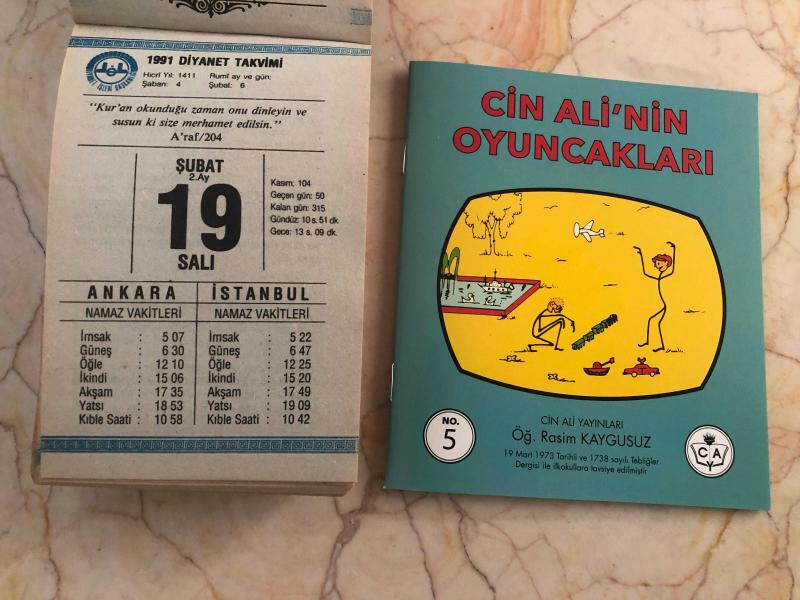 1991 DİYANET TAKVİMİ
Hicrî Yıl: 1411 Rumî ay ve gün:
Şaban: 4 Şubat: 6
"Kur'an okunduğu zaman onu dinleyin ve
susun ki size merhamet edilsin."
A'raf/204
ŞUBAT
2.Ay
19
SALI
Kasım: 104
Geçen gün: 50
Kalan gün: 315
Gündüz: 10 s. 51 dk.
Gece: 13 s. 09 dk.
ANKARA
NAMAZ VAKİTLERİ
İmsak : 5 07
Güneş : 6 30
Öğle : 12 10
İkindi : 15 06
Akşam : 17 35
Yatsı : 18 53
Kıble Saati : 10 58
İSTANBUL
NAMAZ VAKİTLERİ
İmsak : 5 22
Güneş : 6 47
Öğle : 12 25
İkindi : 15 20
Akşam : 17 49
Yatsı : 19 09
Kıble Saati : 10 42
CİN ALİ'NİN
OYUNCAKLARI
NO.
5
CİN ALİ YAYINLARI
Öğ. Rasim KAYGUSUZ
19 Mart 1973 Tarihli ve 1738 sayılı Tebliğler
Dergisi ile ilkokullara tavsiye edilmiştir
C A